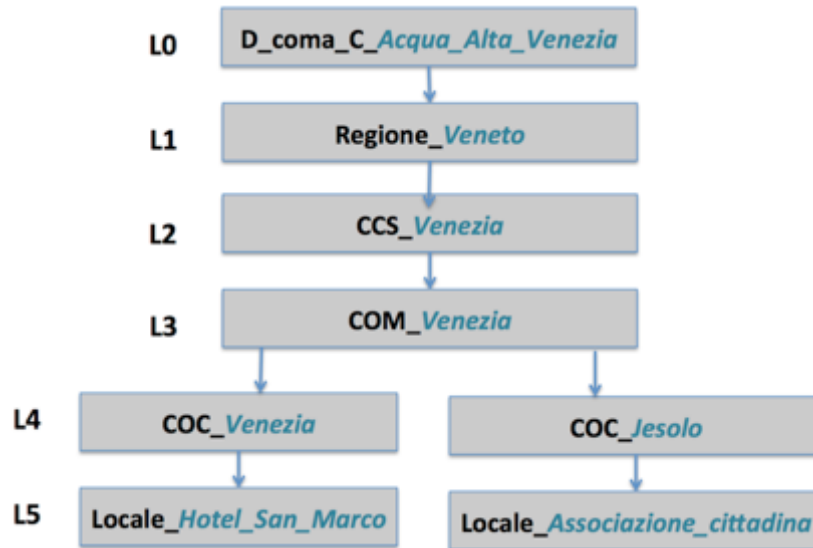 L0
D_coma_C_Acqua_Alta_Venezia
L1
Regione_Veneto
L2
CCS_Venezia
L3
COM_Venezia
L4
COC_Venezia
COC_Jesolo
L5
Locale_Hotel_San_Marco
Locale_Associazione_cittadina